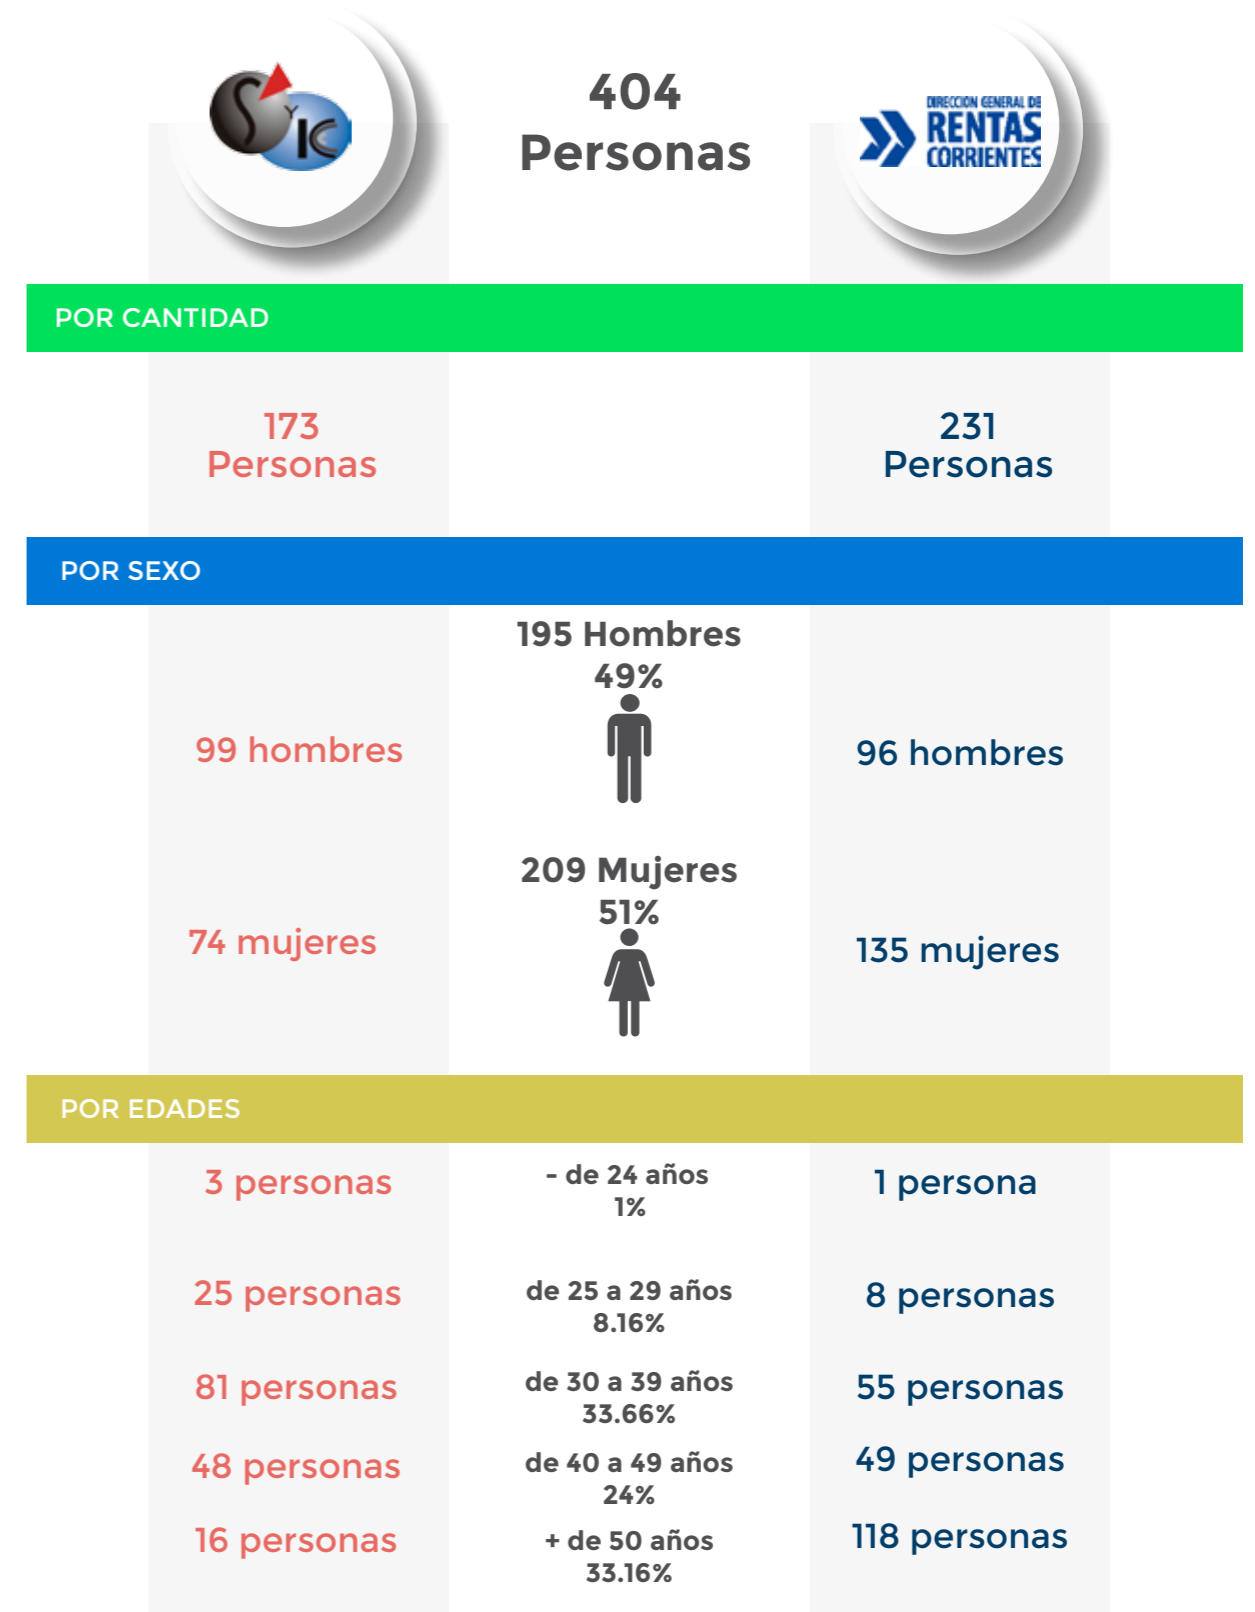 S Y IC
404
Personas
DIRECCIÓN GENERAL DE
RENTAS
CORRIENTES
POR CANTIDAD
173
Personas
231
Personas
POR SEXO
195 Hombres
49%
99 hombres
96 hombres
209 Mujeres
51%
74 mujeres
135 mujeres
POR EDADES
3 personas
- de 24 años
1%
1 persona
25 personas
de 25 a 29 años
8.16%
8 personas
81 personas
de 30 a 39 años
33.66%
55 personas
48 personas
de 40 a 49 años
24%
49 personas
16 personas
+ de 50 años
33.16%
118 personas